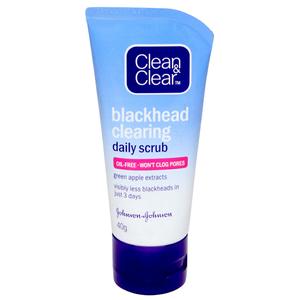 Clean
&
Clear™
blackhead
clearing
daily scrub
OIL-FREE • WON'T CLOG PORES
green apple extracts
visibly less blackheads in
just 3 days
Johnson & Johnson
40g